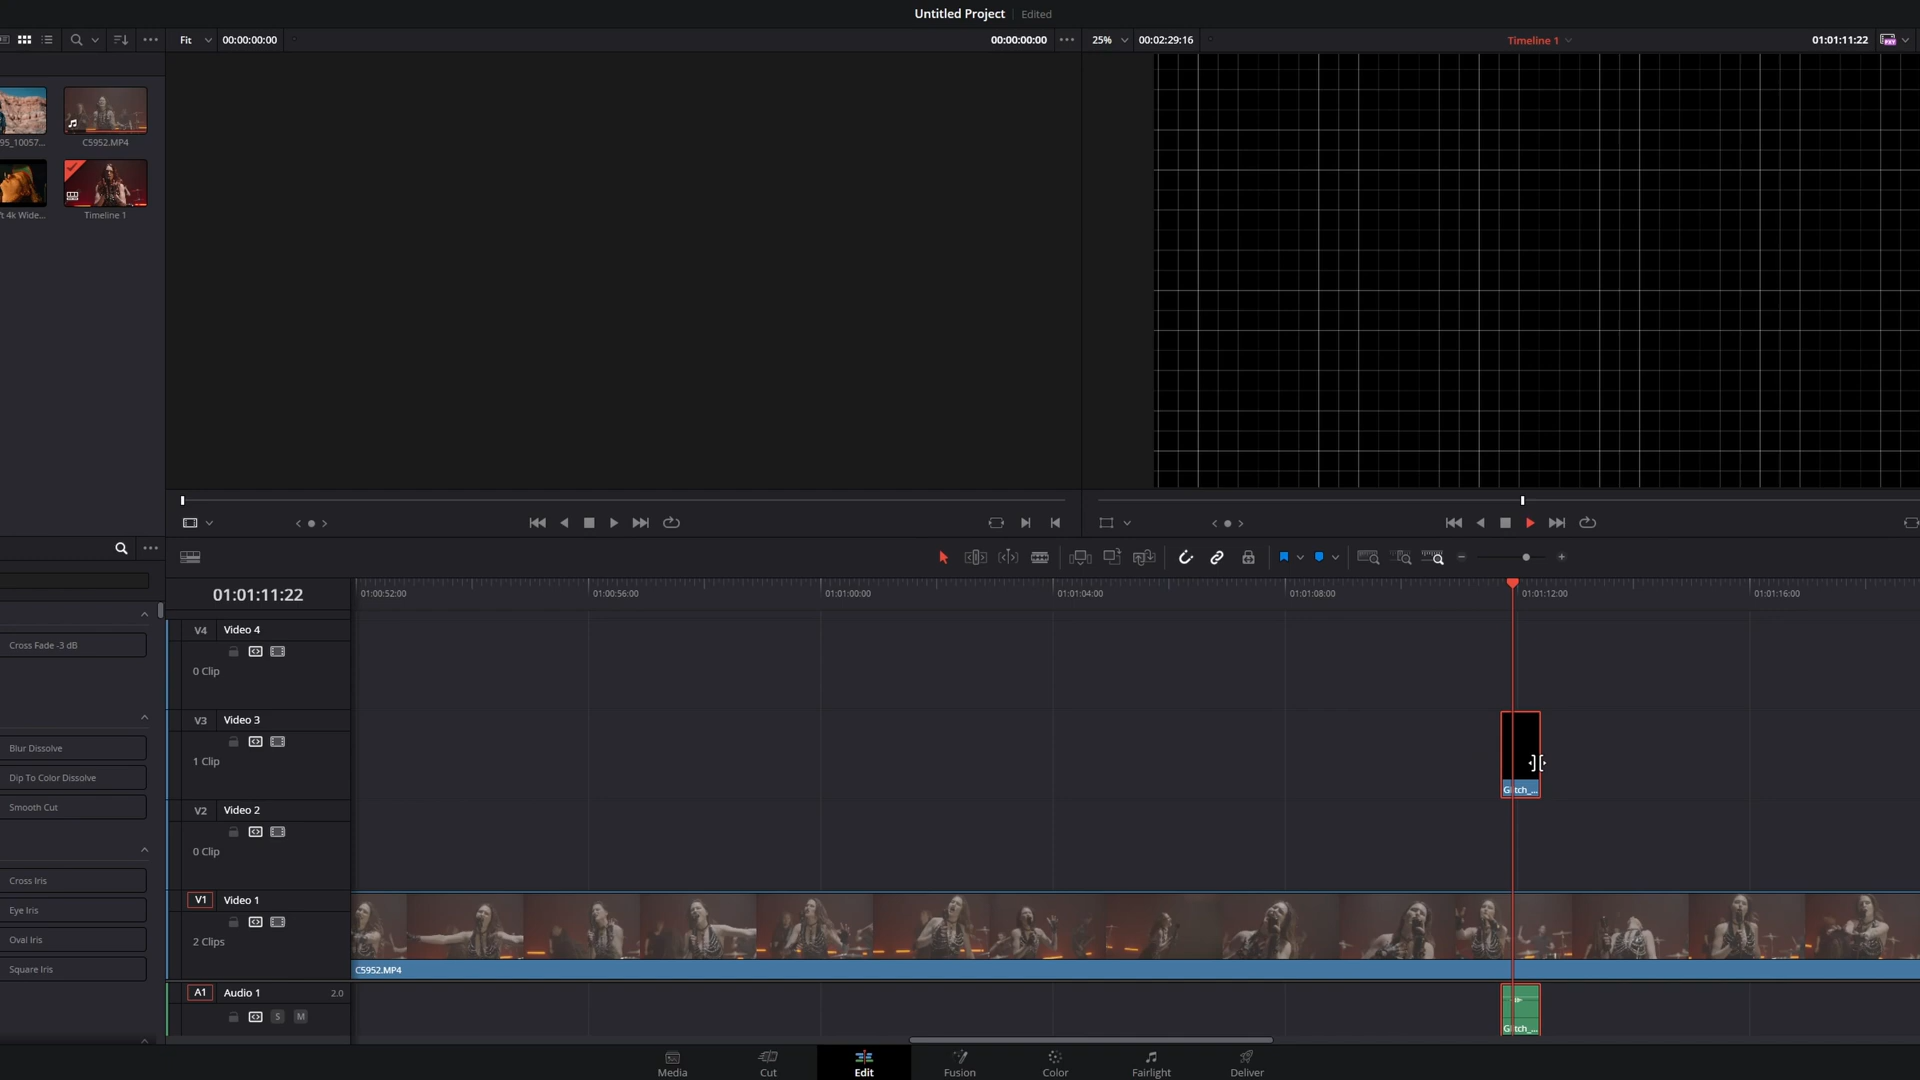 Untitled Project Edited
Fit 00:00:00:00 00:00:00:00 25% 00:02:29:16 Timeline 1 01:01:11:22
95_10057... C5952.MP4
't 4k Wide... Timeline 1
01:01:11:22 01:00:52:00 01:00:56:00 01:01:00:00 01:01:04:00 01:01:08:00 01:01:12:00 01:01:16:00
V4 Video 4
0 Clip
V3 Video 3
1 Clip
V2 Video 2
0 Clip
V1 Video 1
2 Clips
C5952.MP4
A1 Audio 1 2.0
S M
Cross Fade -3 dB
Blur Dissolve
Dip To Color Dissolve
Smooth Cut
Cross Iris
Eye Iris
Oval Iris
Square Iris
Media Cut Edit Fusion Color Fairlight Deliver